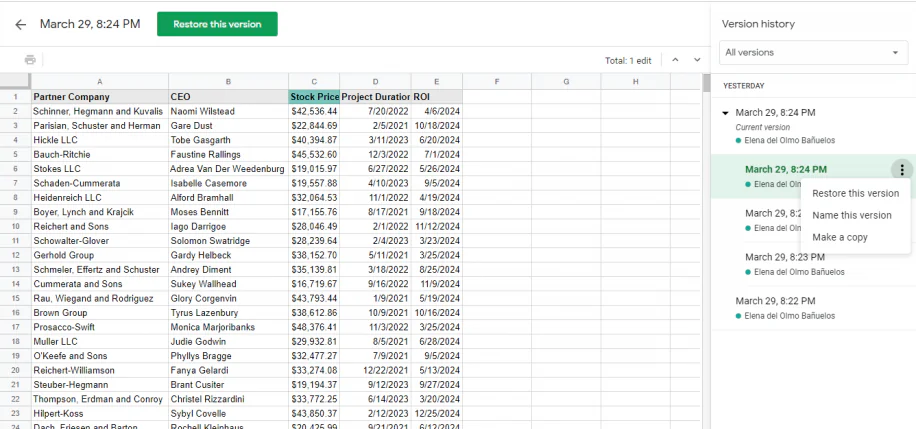 March 29, 8:24 PM Restore this version
Total: 1 edit
A B C D E F G H
1 Partner Company CEO Stock Price Project Duration ROI
2 Schinner, Hegmann and Kuvalis Naomi Wilstead $42,536.44 7/20/2022 4/6/2024
3 Parisian, Schuster and Herman Gare Dust $22,844.69 2/5/2021 10/18/2024
4 Hickle LLC Tobe Gasgarth $40,394.87 3/11/2023 6/20/2024
5 Bauch-Ritchie Faustine Rallings $45,532.60 12/3/2022 7/1/2024
6 Stokes LLC Adrea Van Der Weedenburg $19,015.97 6/27/2022 5/26/2024
7 Schaden-Cummerata Isabelle Casemore $19,557.88 4/10/2023 9/5/2024
8 Heidenreich LLC Alford Bramhall $32,064.53 11/1/2022 4/19/2024
9 Boyer, Lynch and Krajcik Moses Bennitt $17,155.76 8/17/2021 9/18/2024
10 Reichert and Sons Iago Darrigoe $28,046.49 2/1/2022 11/12/2024
11 Schowalter-Glover Solomon Swatridge $28,239.64 2/4/2023 3/23/2024
12 Gerhold Group Gardy Helbeck $38,152.70 5/11/2021 3/25/2024
13 Schmeler, Effertz and Schuster Andrey Diment $35,139.81 3/18/2022 8/25/2024
14 Cummerata and Sons Sukey Wallhead $16,719.67 9/16/2022 11/9/2024
15 Rau, Wiegand and Rodriguez Glory Corgenvin $43,793.44 1/9/2021 5/19/2024
16 Brown Group Tyrus Lazenbury $38,612.86 10/9/2021 10/16/2024
17 Prosacco-Swift Monica Marjoribanks $48,376.41 11/3/2022 3/25/2024
18 Muller LLC Judie Godwin $29,932.81 8/5/2021 6/28/2024
19 O'Keefe and Sons Phyllys Bragge $32,477.27 7/9/2021 9/5/2024
20 Reichert-Williamson Fanya Gelardi $33,274.08 12/22/2021 5/13/2024
21 Steuber-Hegmann Brant Cusiter $19,194.37 9/12/2023 9/27/2024
22 Thompson, Erdman and Conroy Christel Rizzardini $33,772.25 6/14/2023 3/20/2024
23 Hilpert-Koss Sybyl Covelle $43,850.37 2/12/2023 12/25/2024
24 Dach, Friesen and Barton Rochell Kleinhaus $20,425.99 9/21/2021 6/12/2024
Version history
All versions
YESTERDAY
March 29, 8:24 PM
Current version
Elena del Olmo Bañuelos
March 29, 8:24 PM
Elena del Olm
Restore this version
Name this version
Make a copy
March 29, 8:2
Elena del Olm
March 29, 8:23 PM
Elena del Olmo Bañuelos
March 29, 8:22 PM
Elena del Olmo Bañuelos